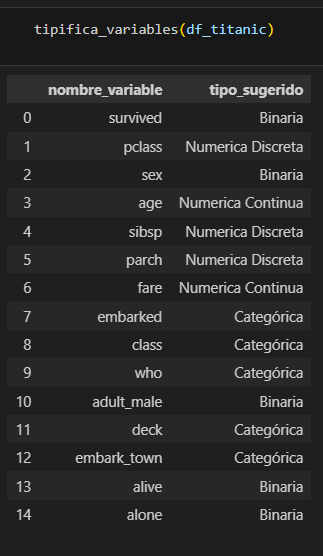 tipifica_variables(df_titanic)
nombre_variable tipo_sugerido
0 survived Binaria
1 pclass Numerica Discreta
2 sex Binaria
3 age Numerica Continua
4 sibsp Numerica Discreta
5 parch Numerica Discreta
6 fare Numerica Continua
7 embarked Categórica
8 class Categórica
9 who Categórica
10 adult_male Binaria
11 deck Categórica
12 embark_town Categórica
13 alive Binaria
14 alone Binaria